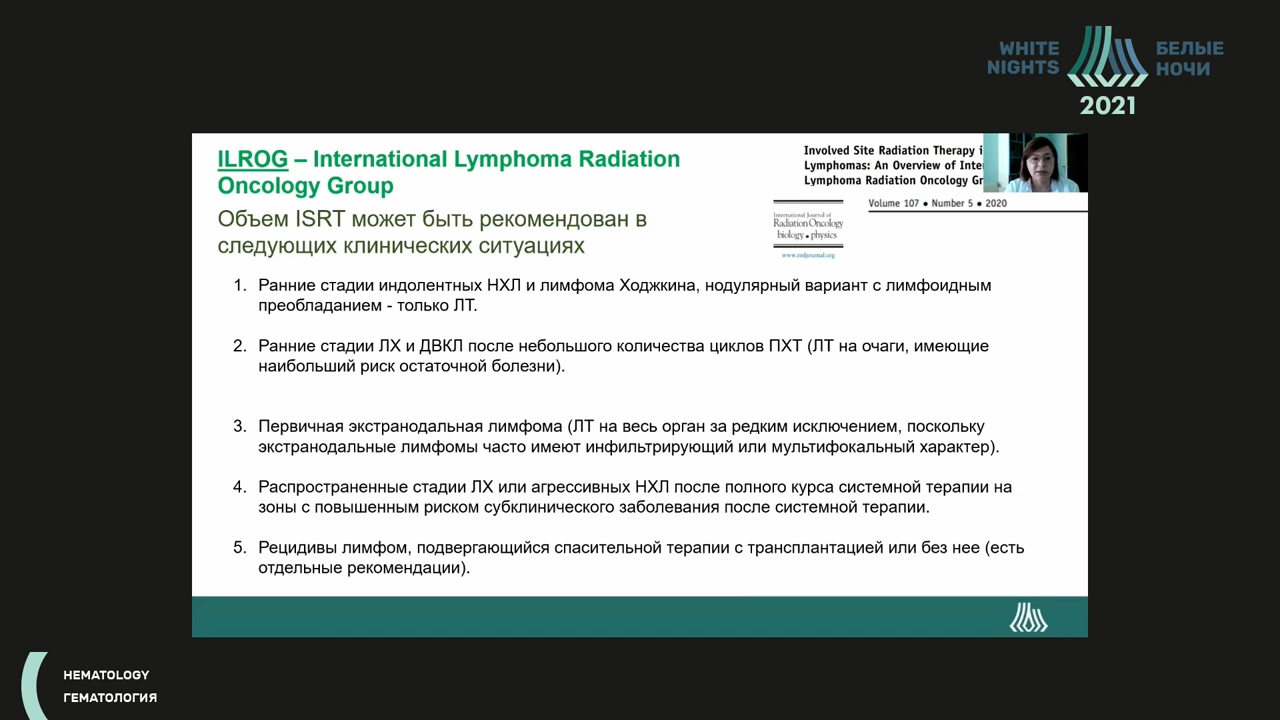 WHITE
NIGHTS
БЕЛЫЕ
НОЧИ
2021
ILROG – International Lymphoma Radiation
Oncology Group
Объем ISRT может быть рекомендован в
следующих клинических ситуациях
Involved Site Radiation Therapy
Lymphomas: An Overview of
Lymphoma Radiation Oncology
Volume 107 • Number 5 • 2020
International Journal of
Radiation Oncology
biology • physics
www.redjournal.org
1. Ранние стадии индолентных НХЛ и лимфома Ходжкина, нодулярный вариант с лимфоидным
преобладанием - только ЛТ.
2. Ранние стадии ЛХ и ДВКЛ после небольшого количества циклов ПХТ (ЛТ на очаги, имеющие
наибольший риск остаточной болезни).
3. Первичная экстранодальная лимфома (ЛТ на весь орган за редким исключением, поскольку
экстранодальные лимфомы часто имеют инфильтрирующий или мультифокальный характер).
4. Распространенные стадии ЛХ или агрессивных НХЛ после полного курса системной терапии на
зоны с повышенным риском субклинического заболевания после системной терапии.
5. Рецидивы лимфом, подвергающийся спасительной терапии с трансплантацией или без нее (есть
отдельные рекомендации).
HEMATOLOGY
ГЕМАТОЛОГИЯ